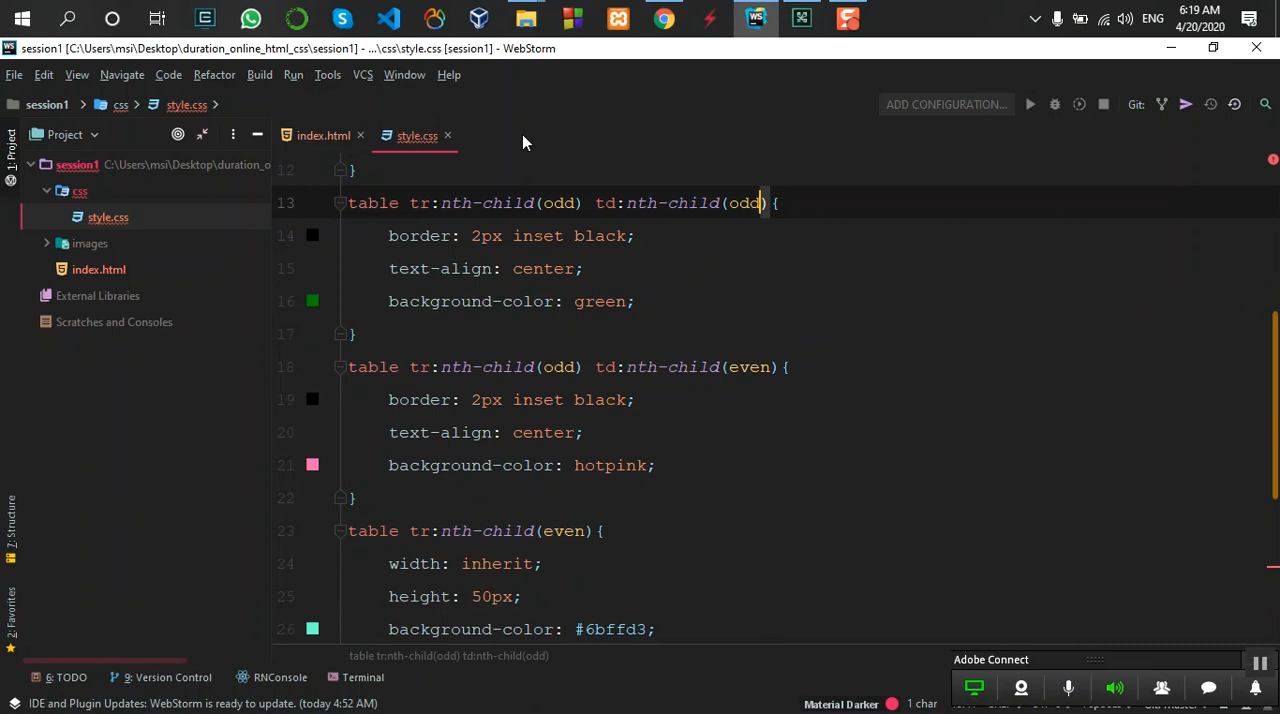 6:19 AM
ENG
4/20/2020
session1 [C:\Users\msi\Desktop\duration_online_html_css\session1] - ...\css\style.css [session1] - WebStorm
File Edit View Navigate Code Refactor Build Run Tools VCS Window Help
session1 css style.css
ADD CONFIGURATION...
Git:
Project
index.html
style.css
1: Project
session1 C:\Users\msi\Desktop\duration_o
css
style.css
images
index.html
External Libraries
Scratches and Consoles
12 }
13 table tr:nth-child(odd) td:nth-child(odd){
14 border: 2px inset black;
15 text-align: center;
16 background-color: green;
17 }
18 table tr:nth-child(odd) td:nth-child(even){
19 border: 2px inset black;
20 text-align: center;
21 background-color: hotpink;
22 }
23 table tr:nth-child(even){
24 width: inherit;
25 height: 50px;
26 background-color: #6bffd3;
7: Structure
2: Favorites
table tr:nth-child(odd) td:nth-child(odd)
Adobe Connect
6: TODO
9: Version Control
RNConsole
Terminal
IDE and Plugin Updates: WebStorm is ready to update. (today 4:52 AM)
Material Darker
1 char